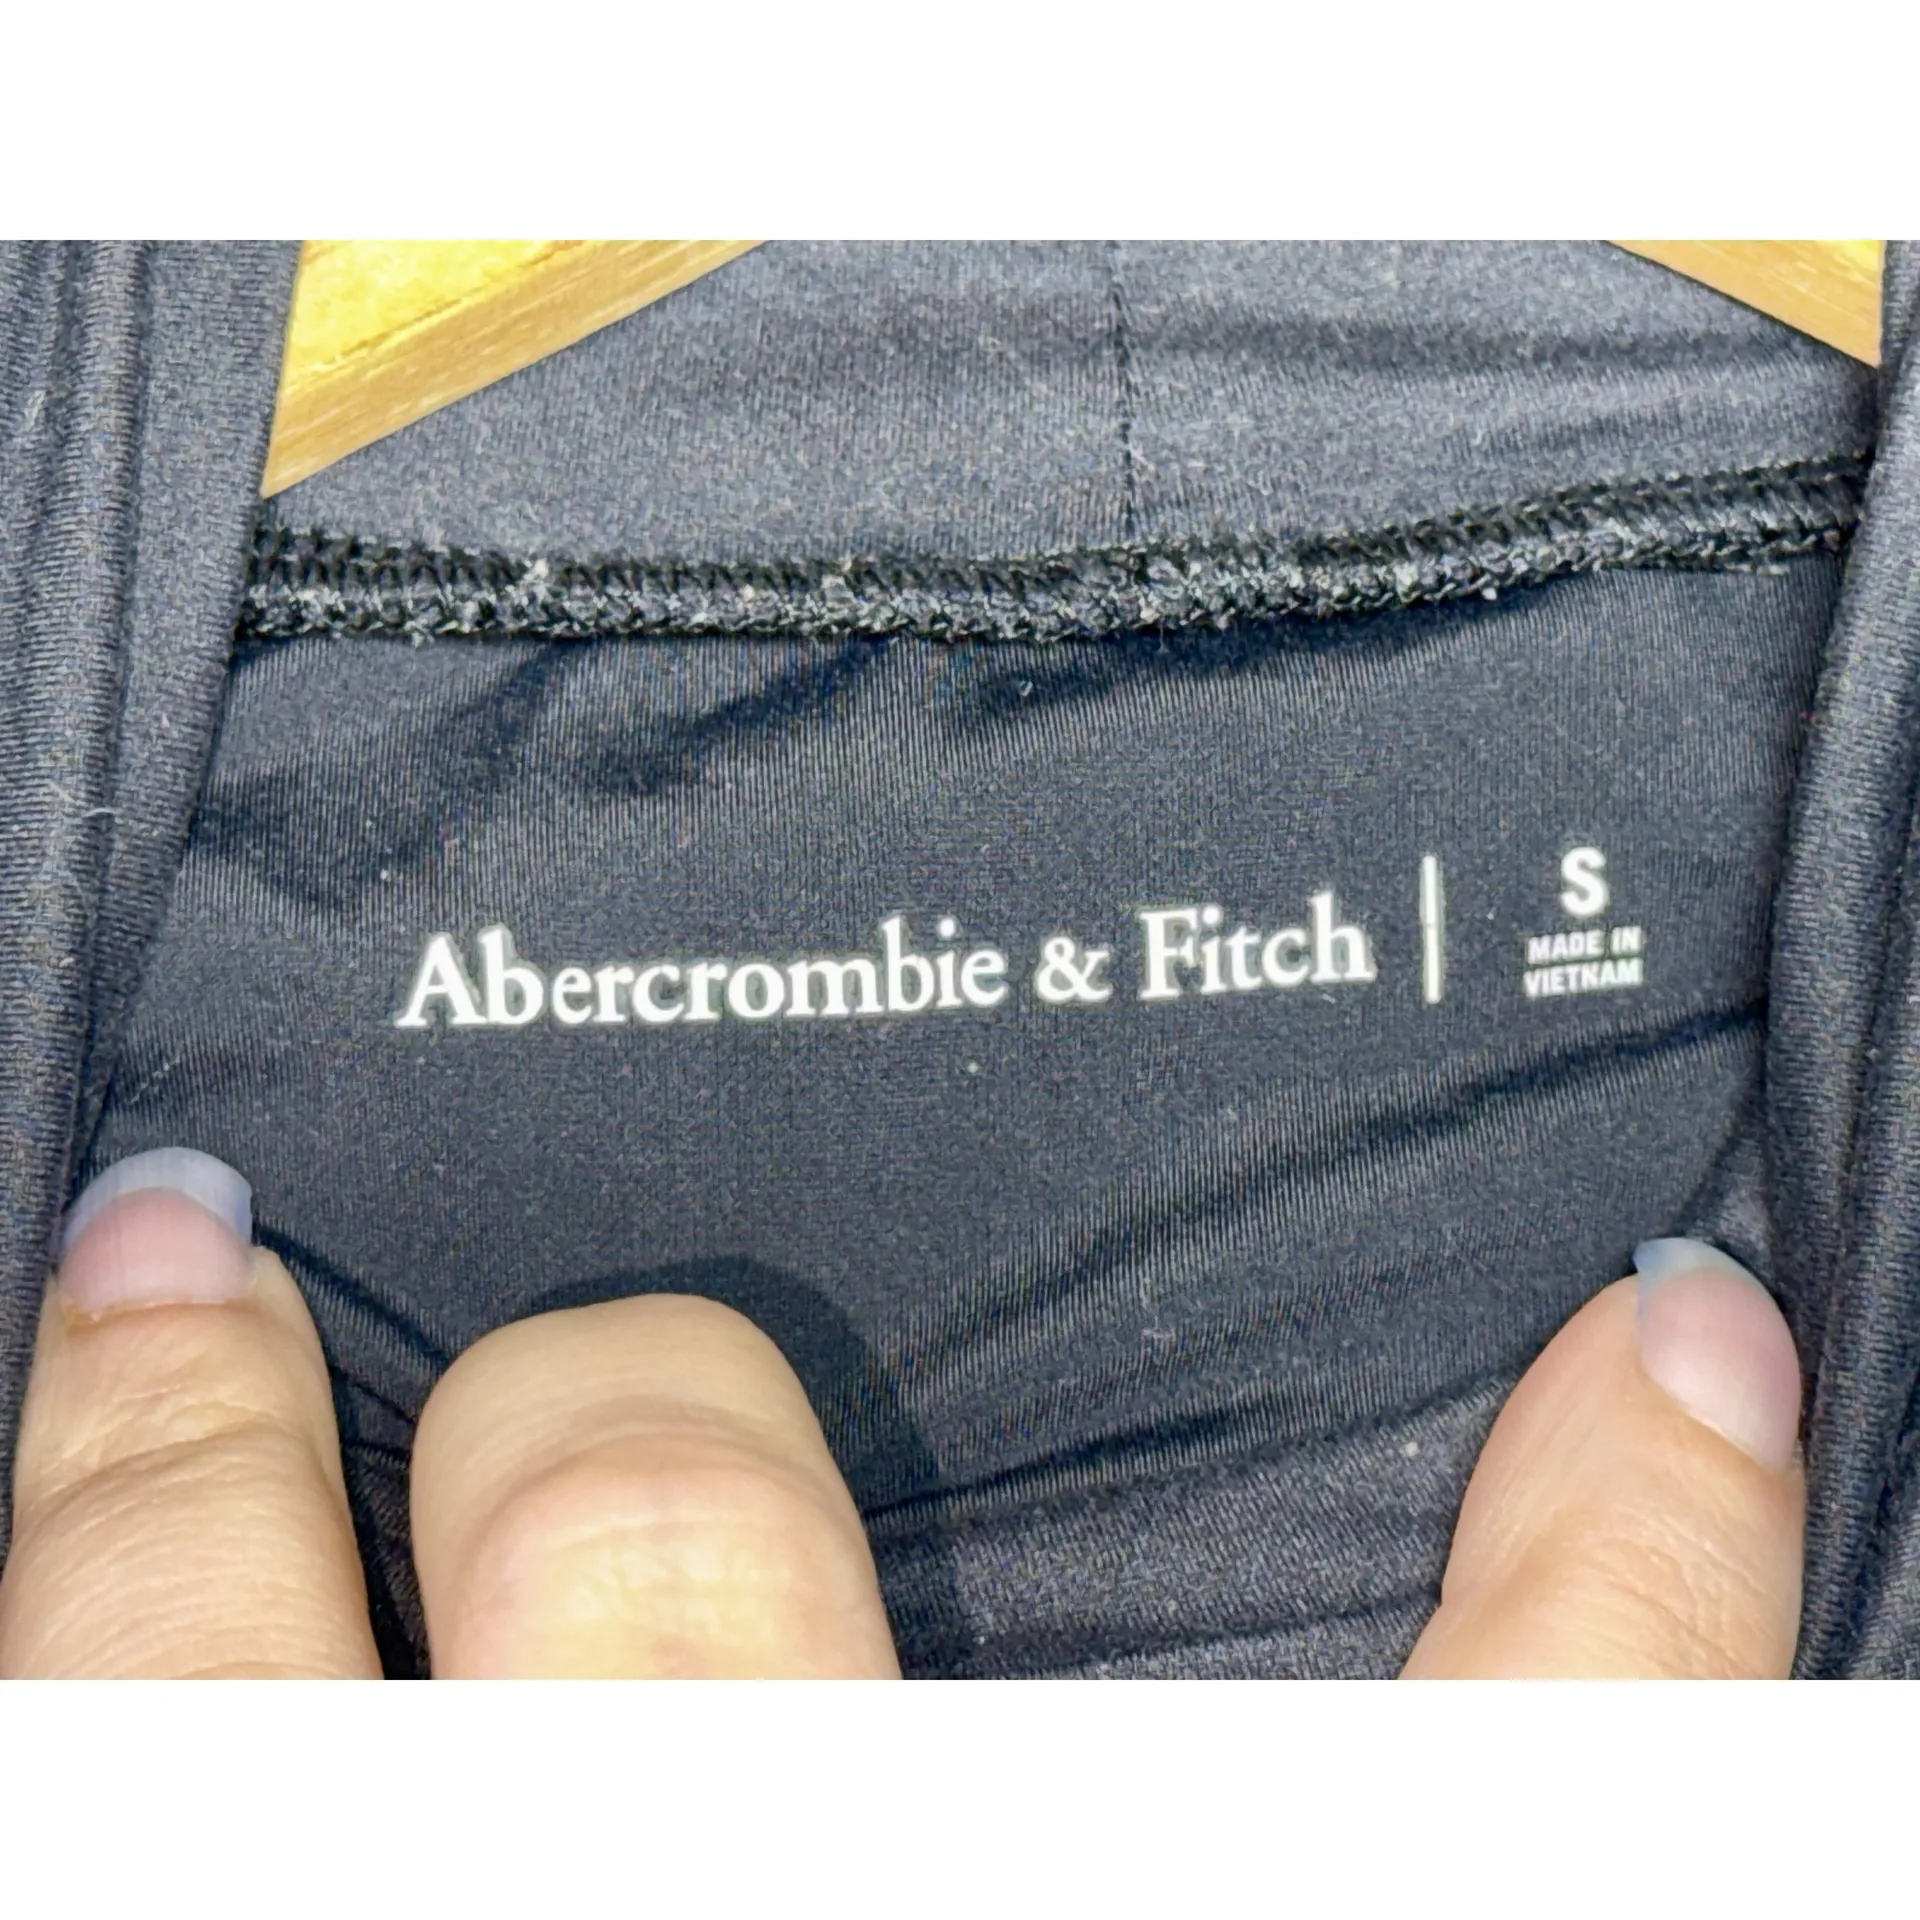 Abercrombie & Fitch | S
MADE IN
VIETNAM